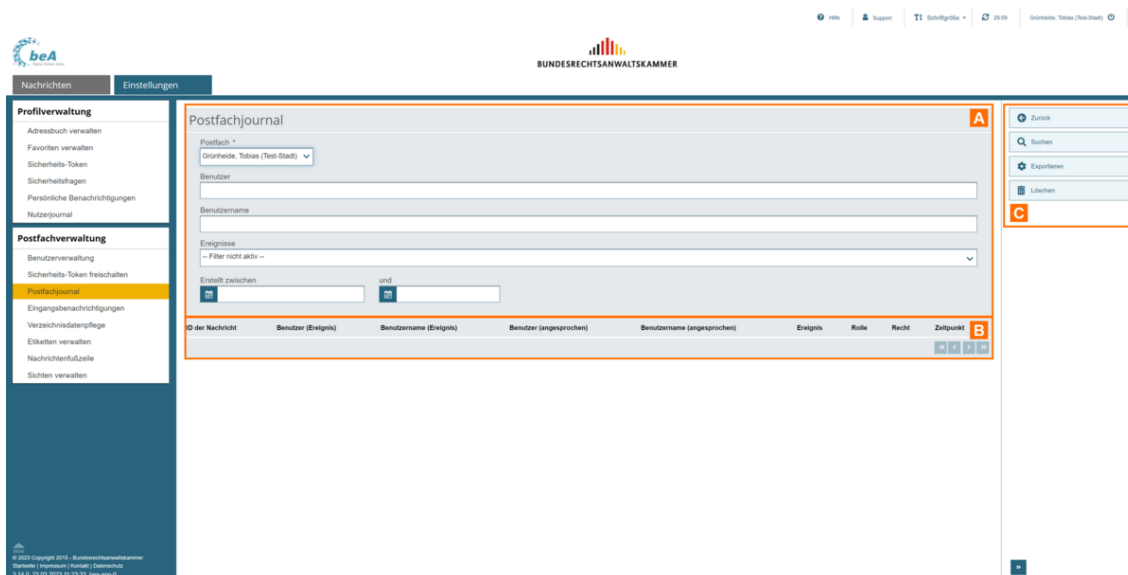 Hilfe
Support
Schriftgröße
29:59
Grünheide, Tobias (Test-Stadt)
beA
BUNDESRECHTSANWALTSKAMMER
Nachrichten
Einstellungen
Profilverwaltung
Adressbuch verwalten
Favoriten verwalten
Sicherheits-Token
Sicherheitsfragen
Persönliche Benachrichtigungen
Nutzerjournal
Postfachverwaltung
Benutzerverwaltung
Sicherheits-Token freischalten
Postfachjournal
Eingangsbenachrichtigungen
Verzeichnisdatenpflege
Etiketten verwalten
Nachrichtenfußzeile
Sichten verwalten
Postfachjournal
A
Postfach *
Grünheide, Tobias (Test-Stadt)
Benutzer
Benutzername
Ereignisse
-- Filter nicht aktiv --
Erstellt zwischen
und
ID der Nachricht Benutzer (Ereignis) Benutzername (Ereignis) Benutzer (angesprochen) Benutzername (angesprochen) Ereignis Rolle Recht Zeitpunkt
B
Zurück
Suchen
Exportieren
Löschen
C
© 2023 Copyright 2015 - Bundesrechtsanwaltskammer
Startseite | Impressum | Kontakt | Datenschutz